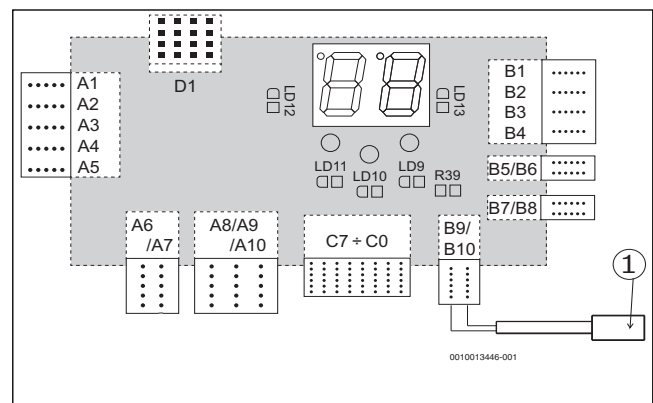 D1
A1
A2
A3
A4
A5
LD12
LD13
B1
B2
B3
B4
LD11
LD10
LD9
R39
B5/B6
B7/B8
A6
/A7
A8/A9
/A10
C7 ÷ C0
B9/
B10
1
0010013446-001